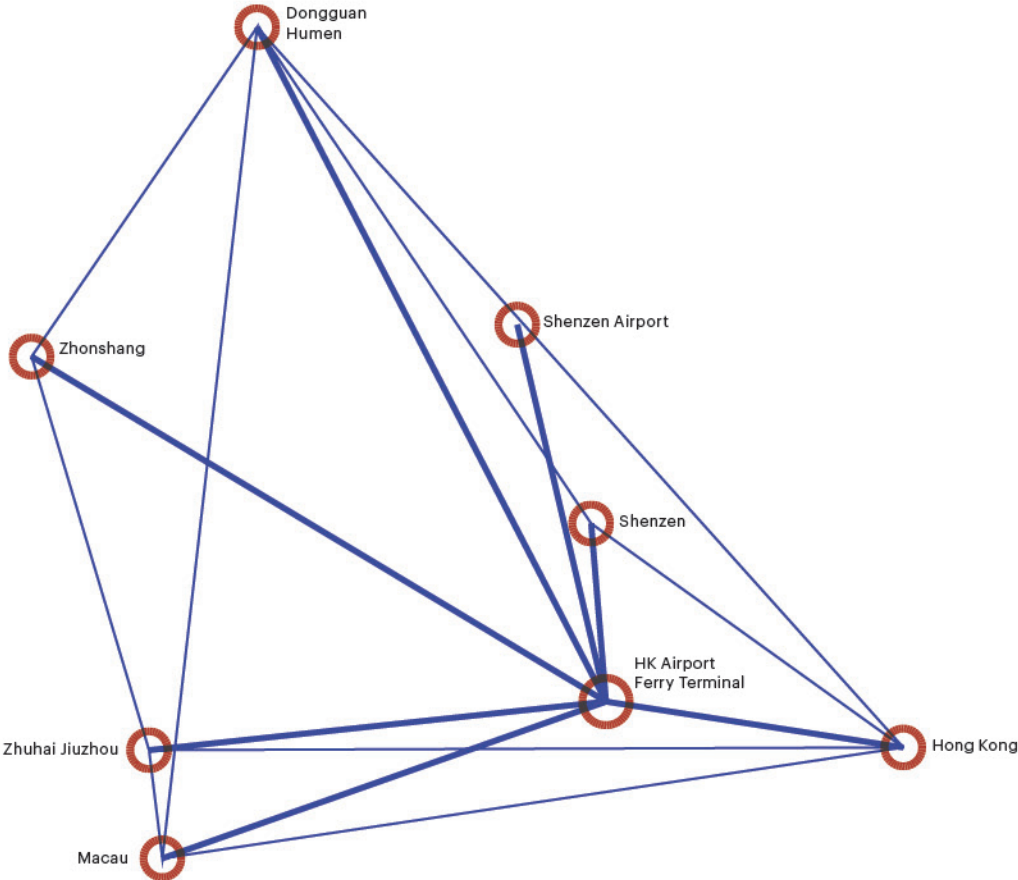 Dongguan
Humen
Shenzen Airport
Zhonshang
Shenzen
HK Airport
Ferry Terminal
Zhuhai Jiuzhou
Hong Kong
Macau